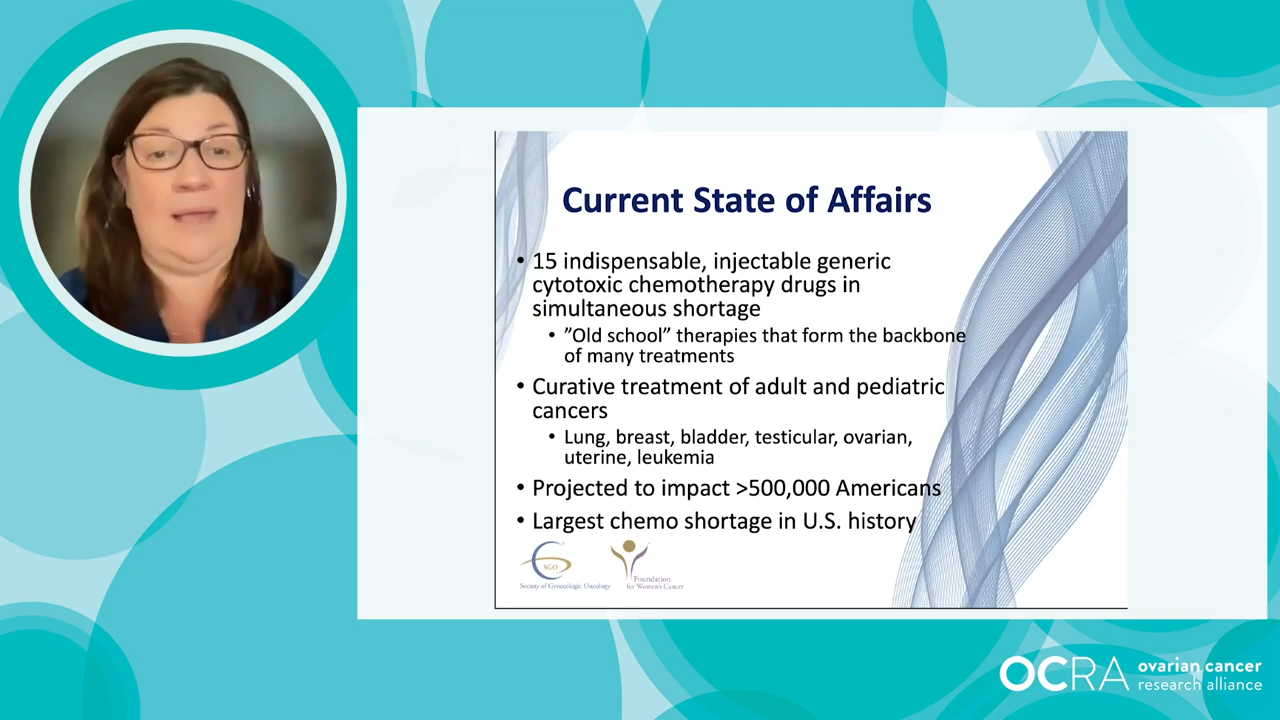 Current State of Affairs
• 15 indispensable, injectable generic
cytotoxic chemotherapy drugs in
simultaneous shortage
• ”Old school” therapies that form the backbone
of many treatments
• Curative treatment of adult and pediatric
cancers
• Lung, breast, bladder, testicular, ovarian,
uterine, leukemia
• Projected to impact >500,000 Americans
• Largest chemo shortage in U.S. history
SGO
Society of Gynecologic Oncology
Foundation
for Women's Cancer
OCRA
ovarian cancer
research alliance